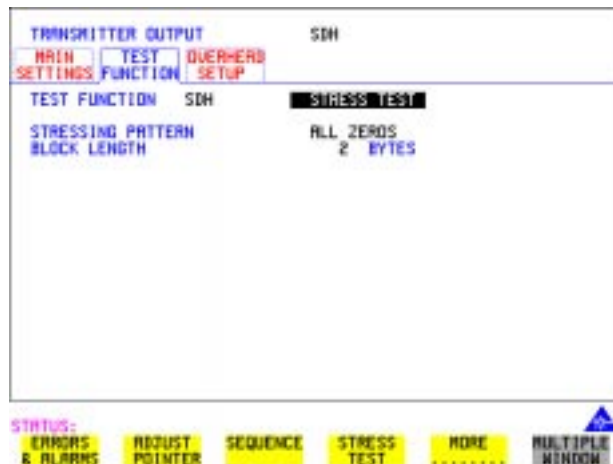 TRANSMITTER OUTPUT SDH
MAIN SETTINGS TEST FUNCTION OVERHEAD SETUP
TEST FUNCTION SDH STRESS TEST
STRESSING PATTERN ALL ZEROS
BLOCK LENGTH 2 BYTES
STATUS:
ERRORS & ALARMS ADJUST POINTER SEQUENCE STRESS TEST MORE ........ MULTIPLE WINDOW